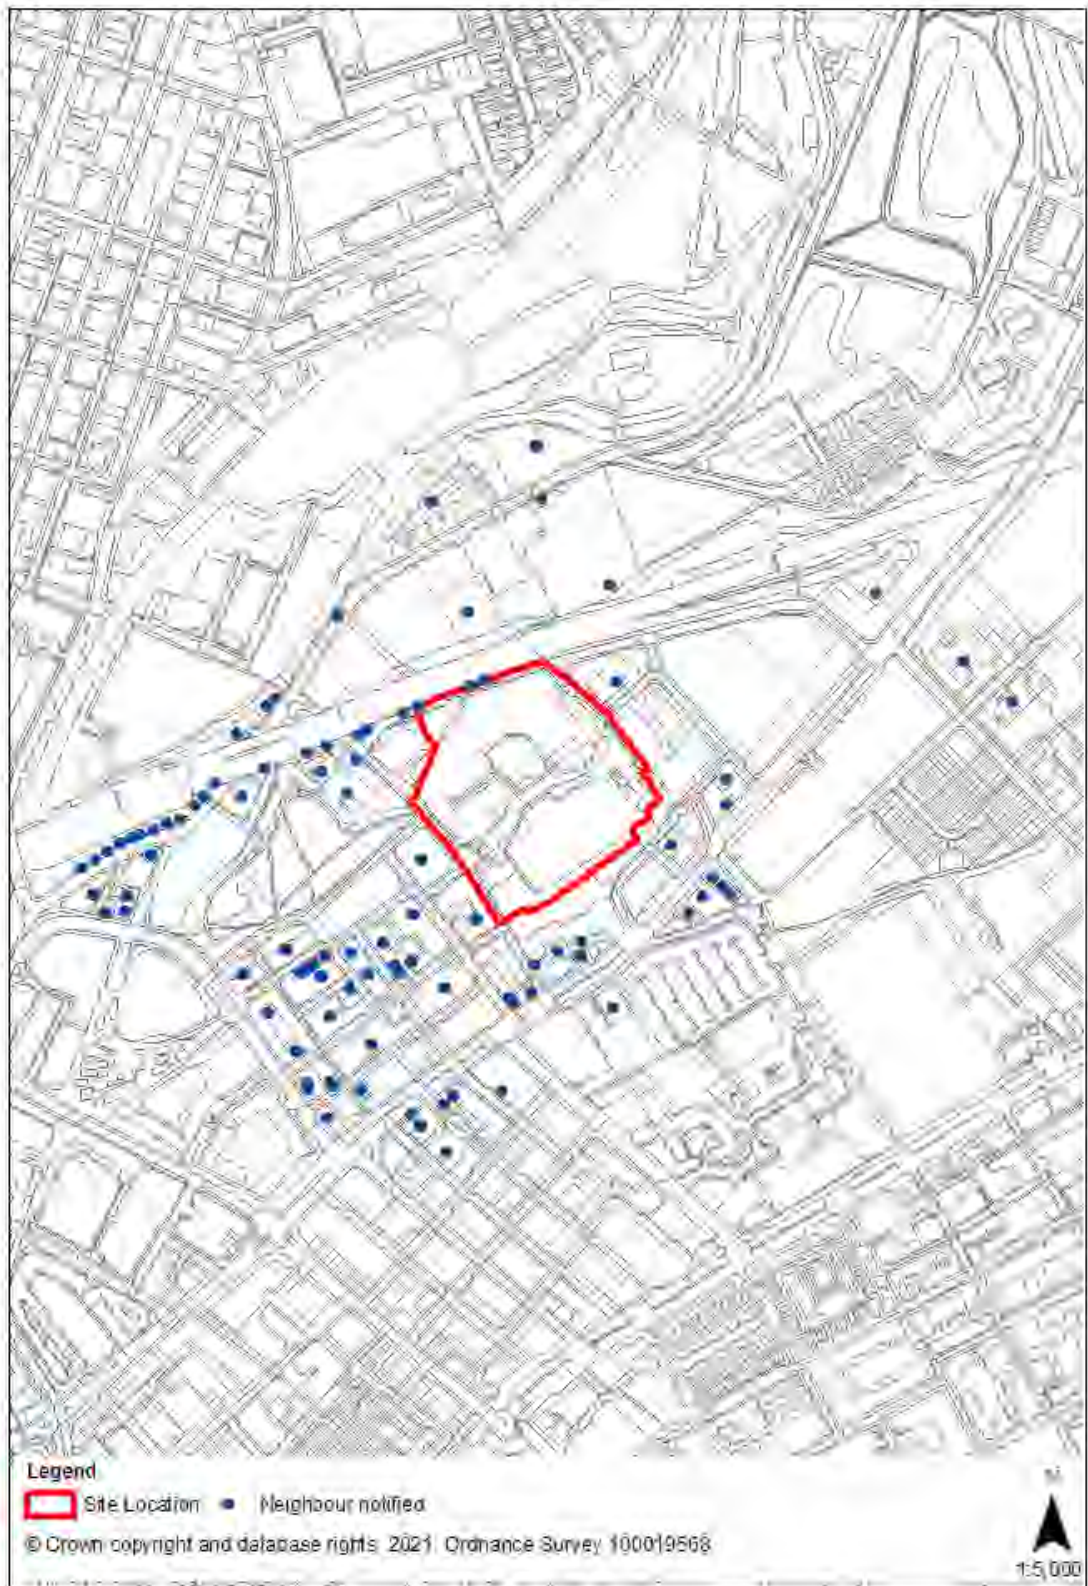 Legend
Site Location
Neighbour notified
© Crown copyright and database rights 2021 Ordnance Survey 100019568
N
1:5,000